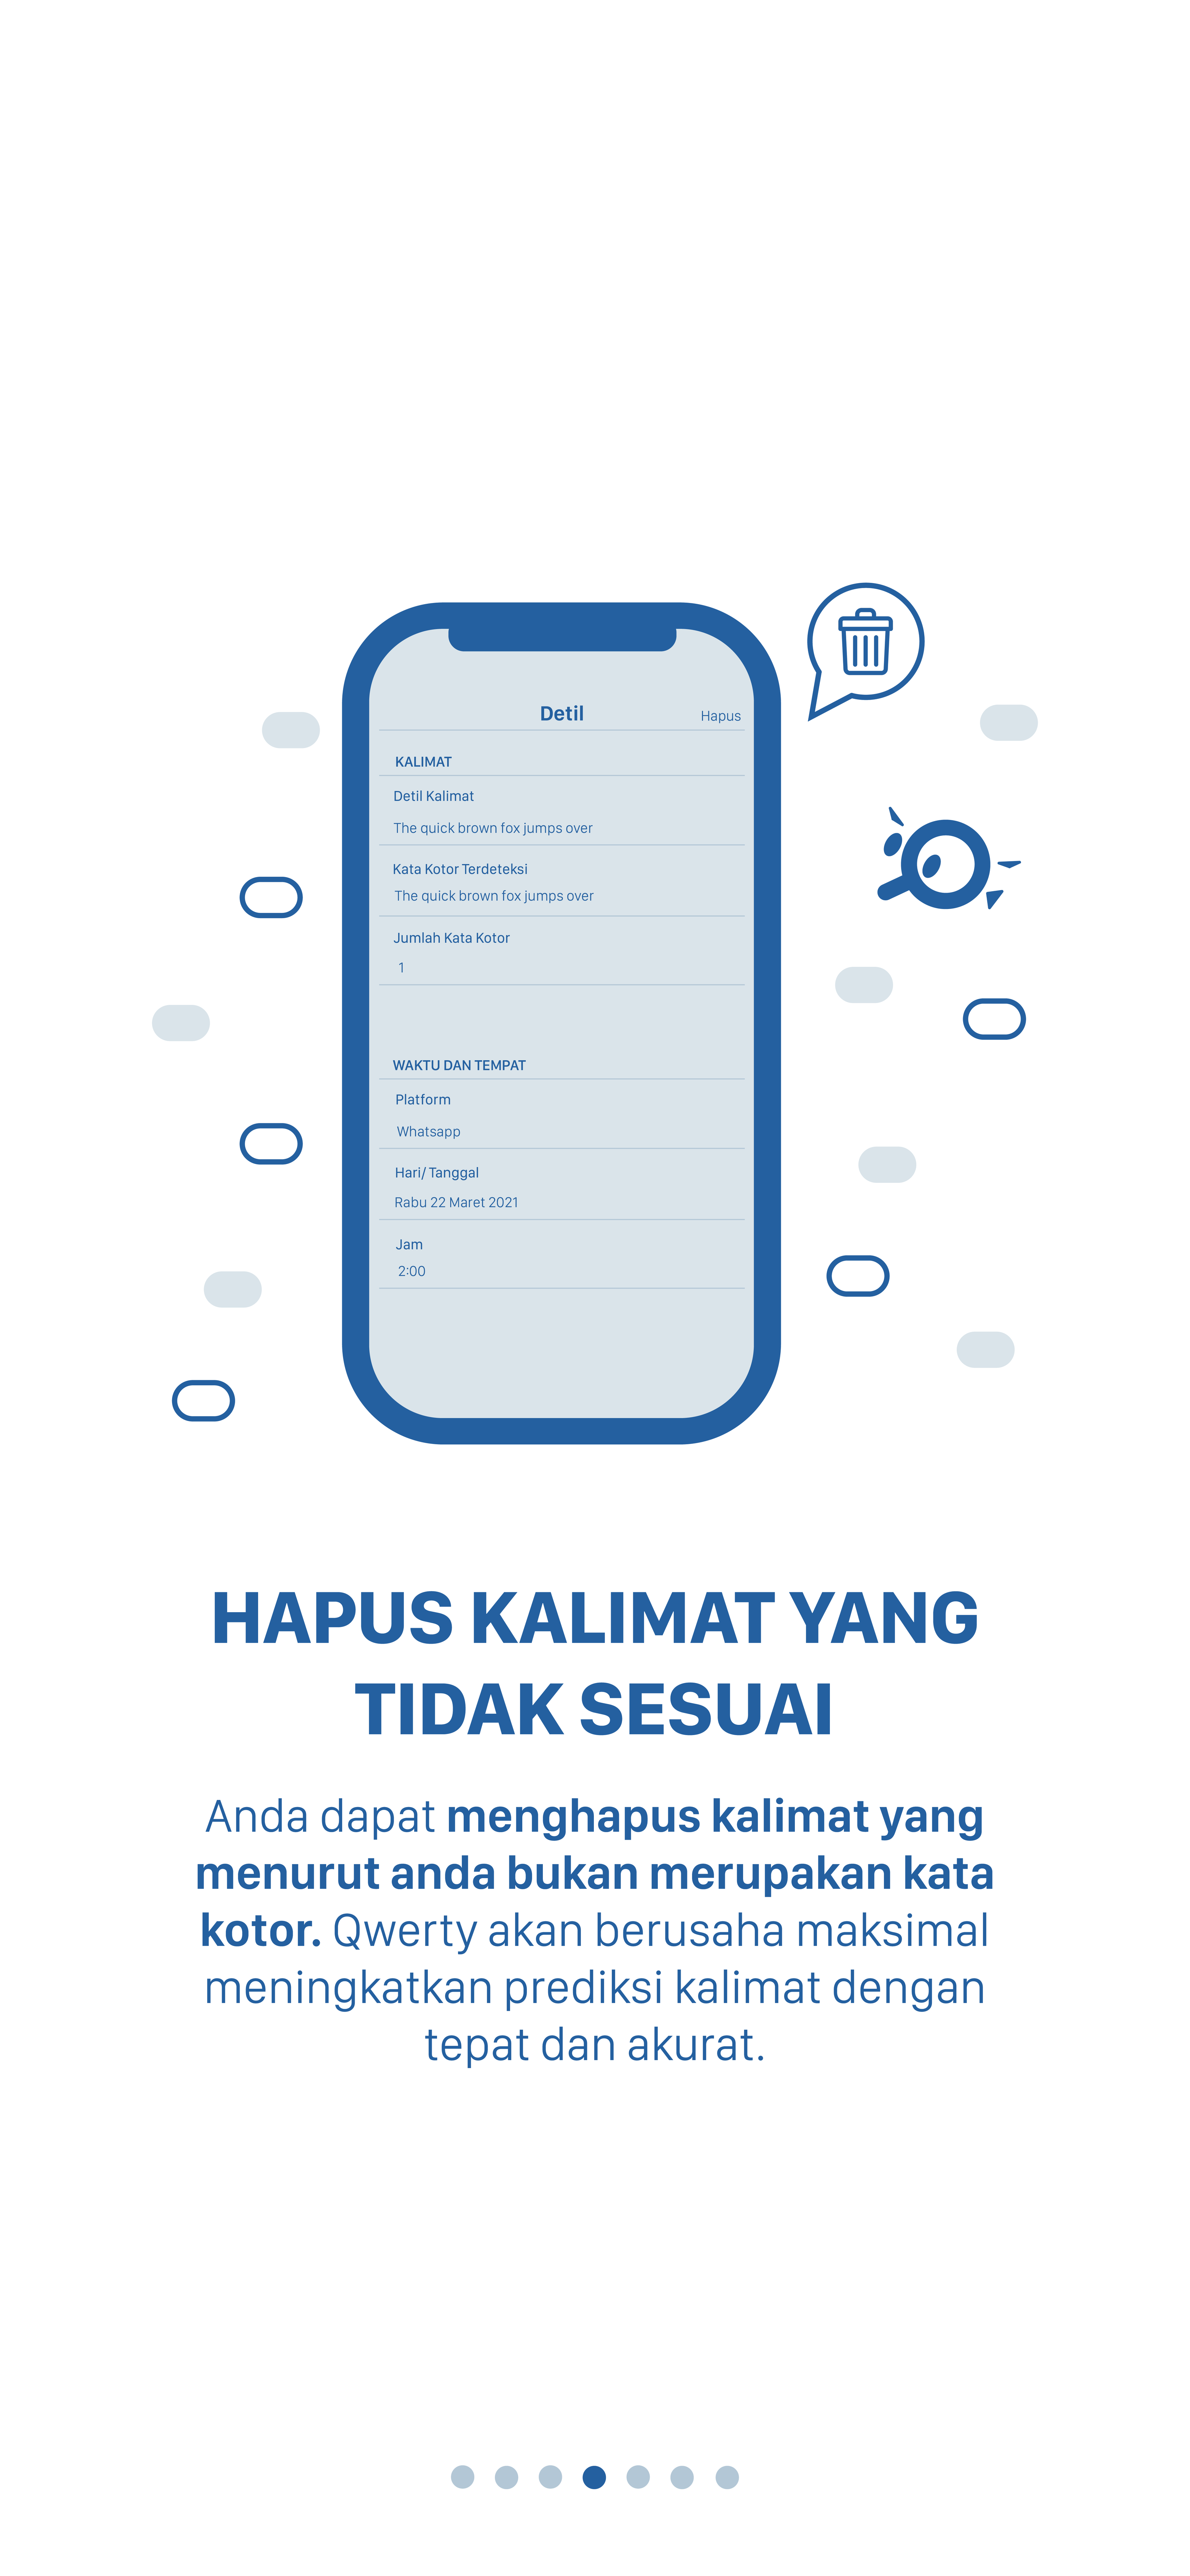 Detil
Hapus
KALIMAT
Detil Kalimat
The quick brown fox jumps over
Kata Kotor Terdeteksi
The quick brown fox jumps over
Jumlah Kata Kotor
1
WAKTU DAN TEMPAT
Platform
Whatsapp
Hari/ Tanggal
Rabu 22 Maret 2021
Jam
2:00
HAPUS KALIMAT YANG
TIDAK SESUAI
Anda dapat menghapus kalimat yang
menurut anda bukan merupakan kata
kotor. Qwerty akan berusaha maksimal
meningkatkan prediksi kalimat dengan
tepat dan akurat.